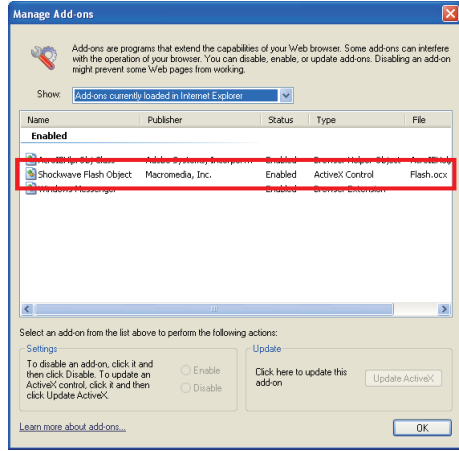 Manage Add-ons
Add-ons are programs that extend the capabilities of your Web browser. Some add-ons can interfere
with the operation of your browser. You can disable, enable, or update add-ons. Disabling an add-on
might prevent some Web pages from working.
Show: Add-ons currently loaded in Internet Explorer
Name Publisher Status Type File
Enabled
AcroIEHlprObj Class Adobe Systems, Incorpor... Enabled Browser Helper Object AcroIEHelp
Shockwave Flash Object Macromedia, Inc. Enabled ActiveX Control Flash.ocx
Windows Messenger Enabled Browser Extension
Select an add-on from the list above to perform the following actions:
Settings
To disable an add-on, click it and
then click Disable. To update an
ActiveX control, click it and then
click Update ActiveX.
Enable
Disable
Update
Click here to update this
add-on
Update ActiveX
Learn more about add-ons...
OK